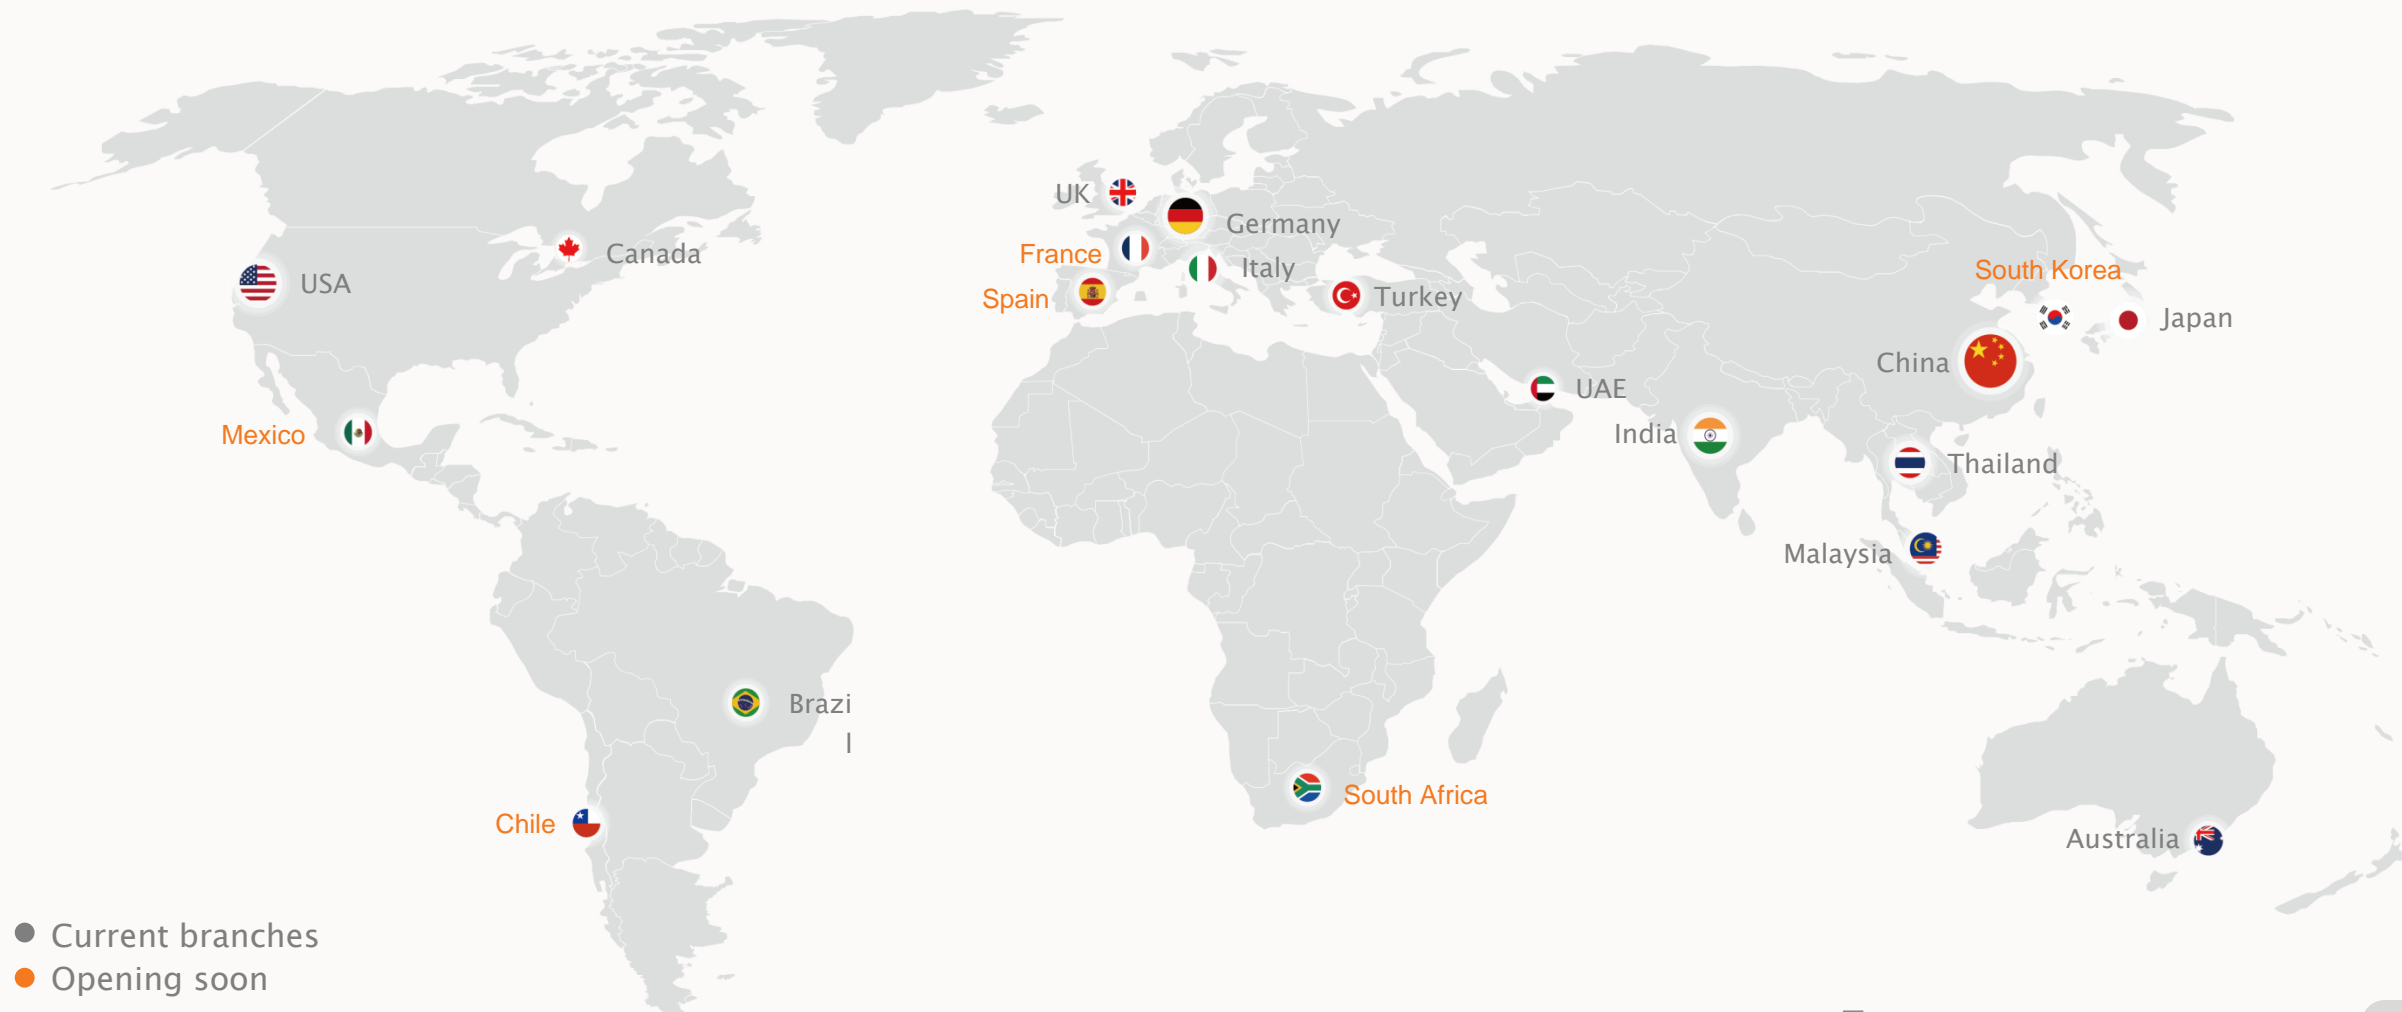 UK
Germany
Canada
France
Italy
South Korea
USA
Spain
Turkey
Japan
China
UAE
Mexico
India
Thailand
Malaysia
Brazi
l
South Africa
Chile
Australia
Current branches
Opening soon